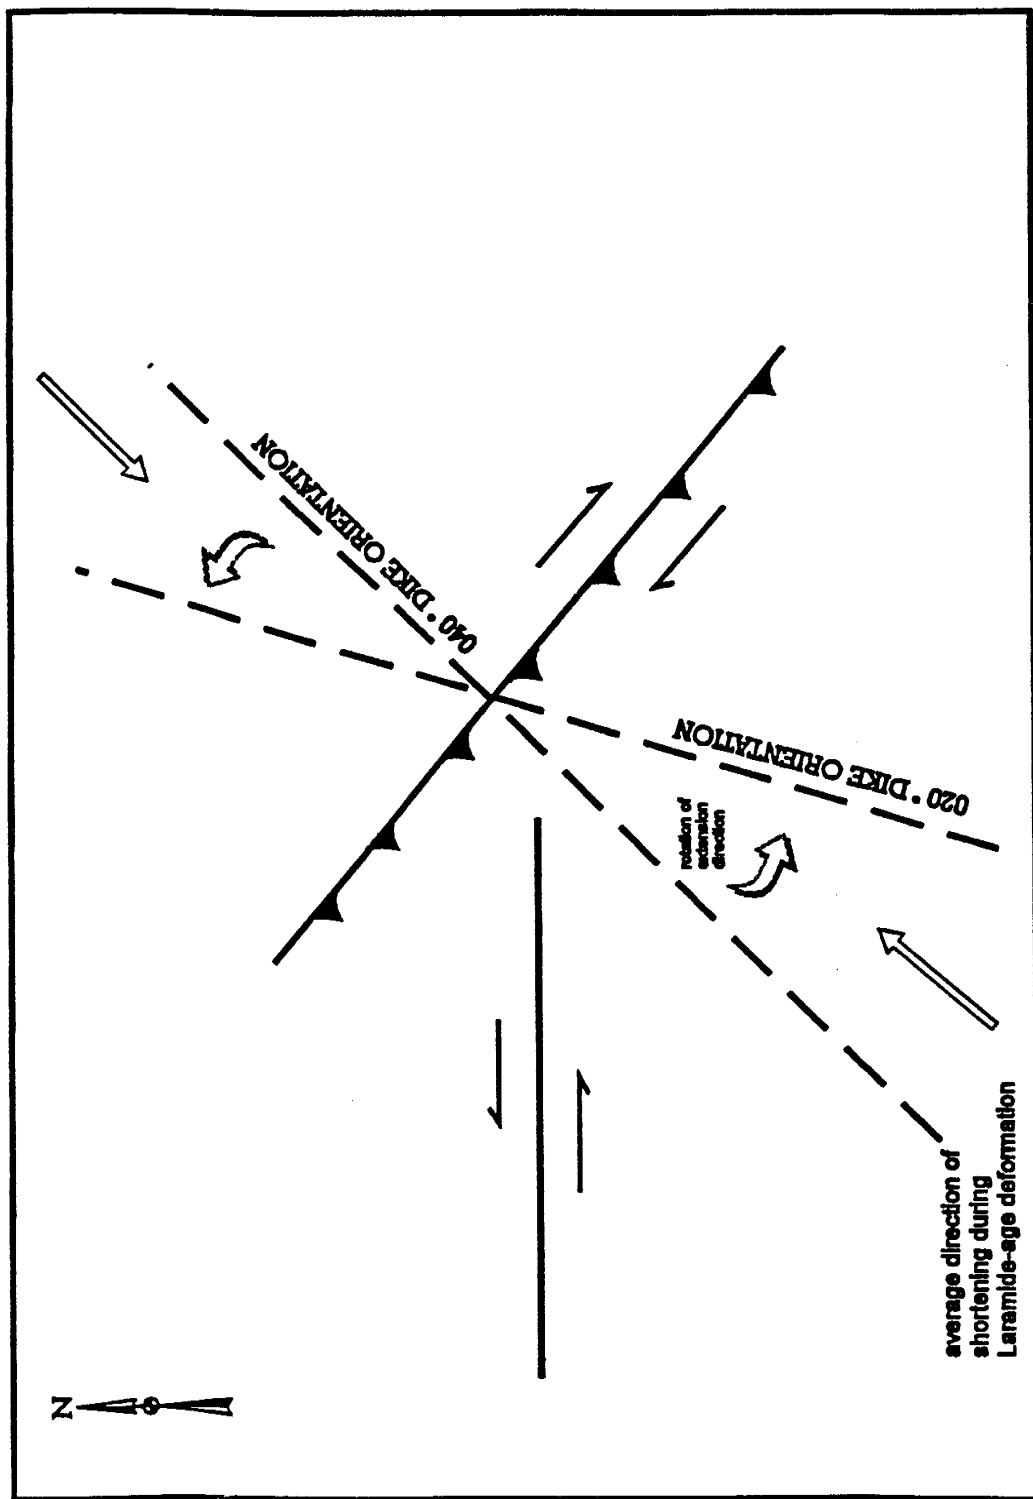 N
040° DIKE ORIENTATION
020° DIKE ORIENTATION
rotation of
extension
direction
average direction of
shortening during
Laramide-age deformation